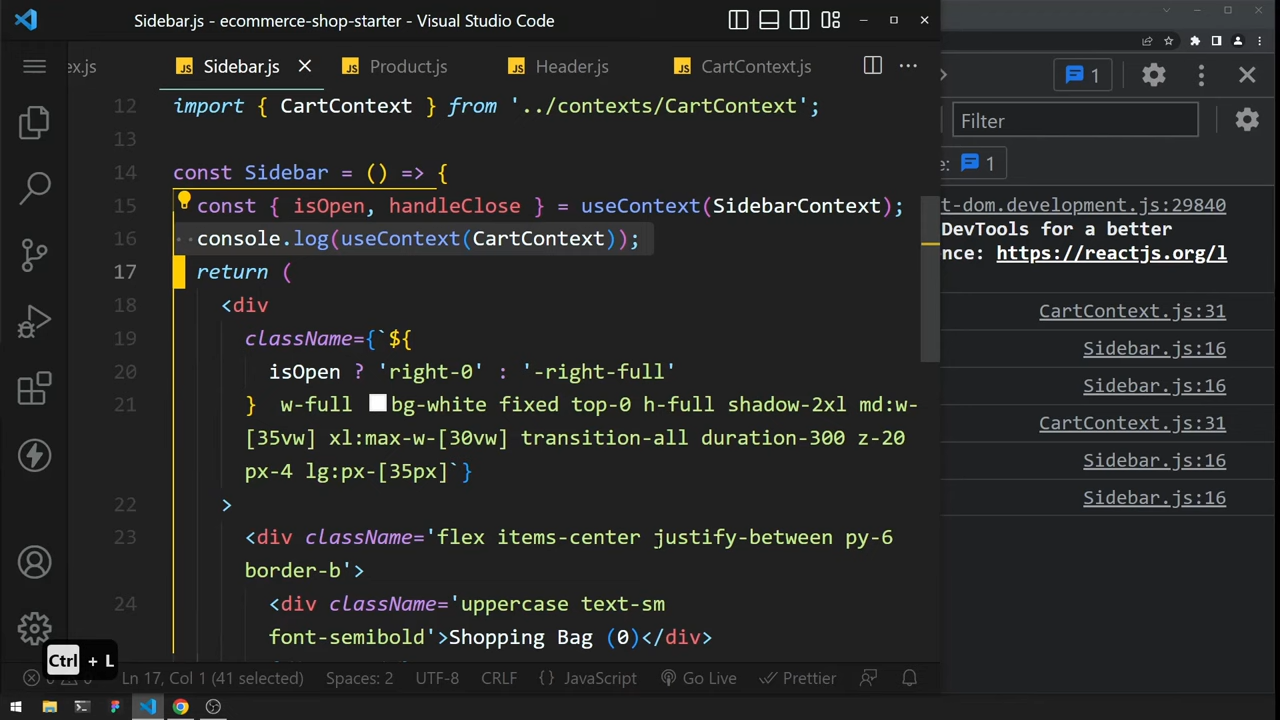 Sidebar.js - ecommerce-shop-starter - Visual Studio Code
ex.js
JS Sidebar.js
JS Product.js
JS Header.js
JS CartContext.js
12 import { CartContext } from '../contexts/CartContext';
13
14 const Sidebar = () => {
15 const { isOpen, handleClose } = useContext(SidebarContext);
16 console.log(useContext(CartContext));
17 return (
18 <div
19 className={`${
20 isOpen ? 'right-0' : '-right-full'
21 } w-full bg-white fixed top-0 h-full shadow-2xl md:w-
[35vw] xl:max-w-[30vw] transition-all duration-300 z-20
px-4 lg:px-[35px]`}
22 >
23 <div className='flex items-center justify-between py-6
border-b'>
24 <div className='uppercase text-sm
font-semibold'>Shopping Bag (0)</div>
Ctrl + L
Ln 17, Col 1 (41 selected)
Spaces: 2
UTF-8
CRLF
{} JavaScript
Go Live
Prettier
1
Filter
e: 1
t-dom.development.js:29840
DevTools for a better
nce: https://reactjs.org/l
CartContext.js:31
Sidebar.js:16
Sidebar.js:16
CartContext.js:31
Sidebar.js:16
Sidebar.js:16